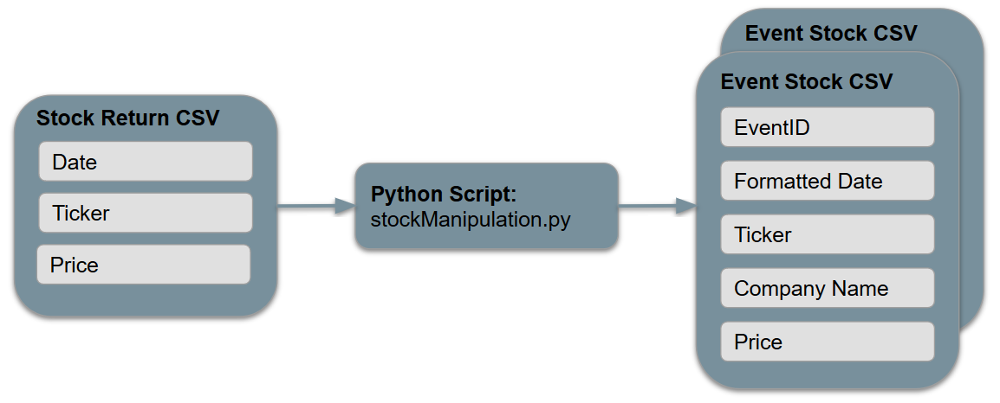 Stock Return CSV
Date
Ticker
Price
Python Script:
stockManipulation.py
Event Stock CSV
Event Stock CSV
EventID
Formatted Date
Ticker
Company Name
Price